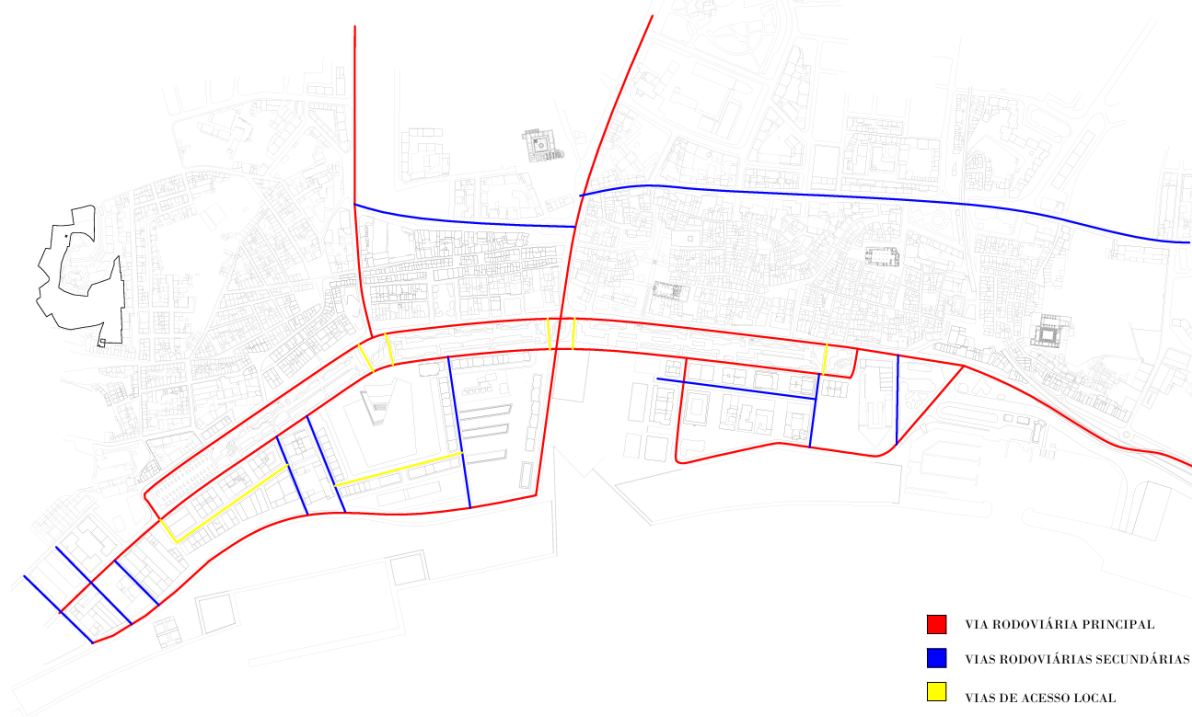 VIA RODOVIÁRIA PRINCIPAL
VIAS RODOVIÁRIAS SECUNDÁRIAS
VIAS DE ACESSO LOCAL